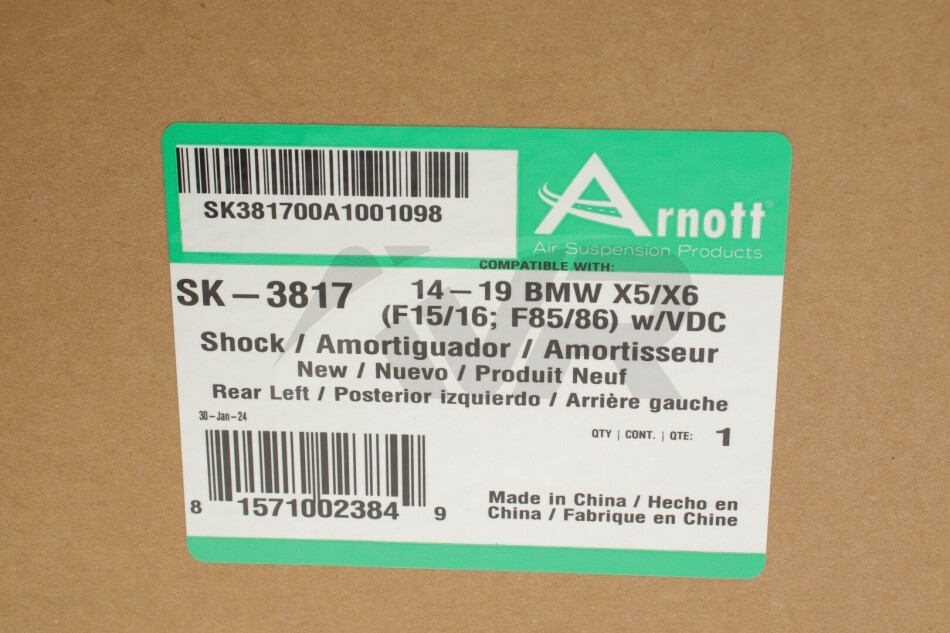 SK381700A1001098
Arnott®
Air Suspension Products
COMPATIBLE WITH:
SK-3817
14-19 BMW X5/X6
(F15/16; F85/86) w/VDC
Shock / Amortiguador / Amortisseur
New / Nuevo / Produit Neuf
Rear Left / Posterior izquierdo / Arrière gauche
30-Jan-24
QTY | CONT. | QTE: 1
8 1571002384 9
Made in China / Hecho en
China / Fabrique en Chine